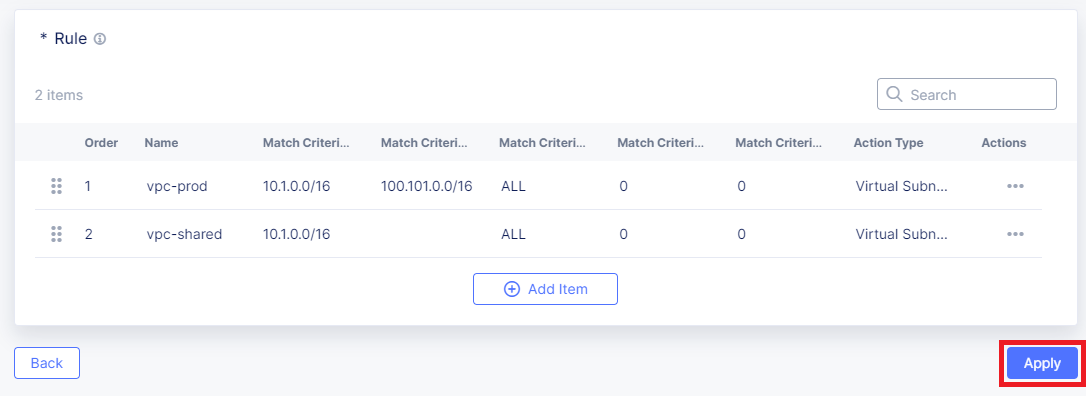 * Rule
2 items
Search
Order Name Match Criteri... Match Criteri... Match Criteri... Match Criteri... Match Criteri... Action Type Actions
1 vpc-prod 10.1.0.0/16 100.101.0.0/16 ALL 0 0 Virtual Subn...
2 vpc-shared 10.1.0.0/16 ALL 0 0 Virtual Subn...
Add Item
Back
Apply